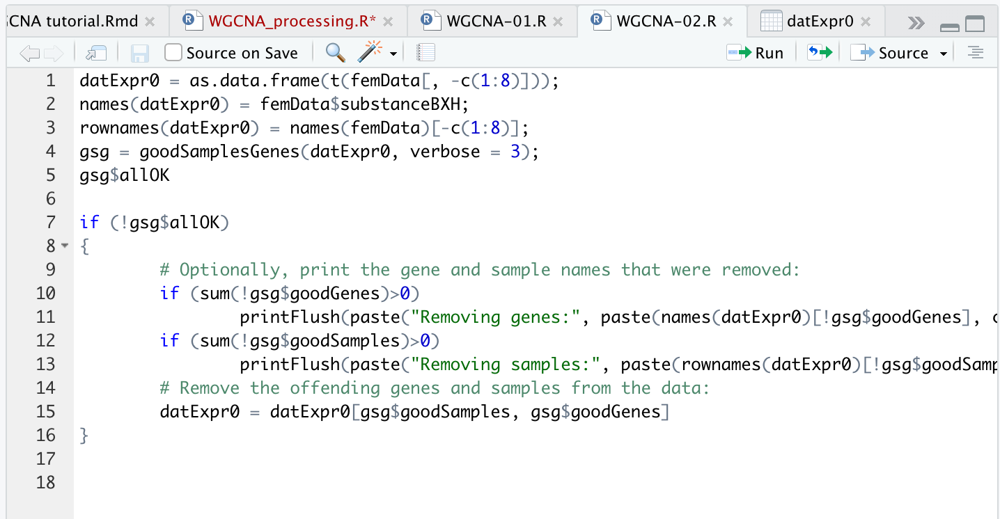 CNA tutorial.Rmd WGCNA_processing.R* WGCNA-01.R WGCNA-02.R datExpr0
Source on Save Run Source
1 datExpr0 = as.data.frame(t(femData[, -c(1:8)]));
2 names(datExpr0) = femData$substanceBXH;
3 rownames(datExpr0) = names(femData)[-c(1:8)];
4 gsg = goodSamplesGenes(datExpr0, verbose = 3);
5 gsg$allOK
6
7 if (!gsg$allOK)
8 {
9 # Optionally, print the gene and sample names that were removed:
10 if (sum(!gsg$goodGenes)>0)
11 printFlush(paste("Removing genes:", paste(names(datExpr0)[!gsg$goodGenes],
12 if (sum(!gsg$goodSamples)>0)
13 printFlush(paste("Removing samples:", paste(rownames(datExpr0)[!gsg$goodSamp
14 # Remove the offending genes and samples from the data:
15 datExpr0 = datExpr0[gsg$goodSamples, gsg$goodGenes]
16 }
17
18